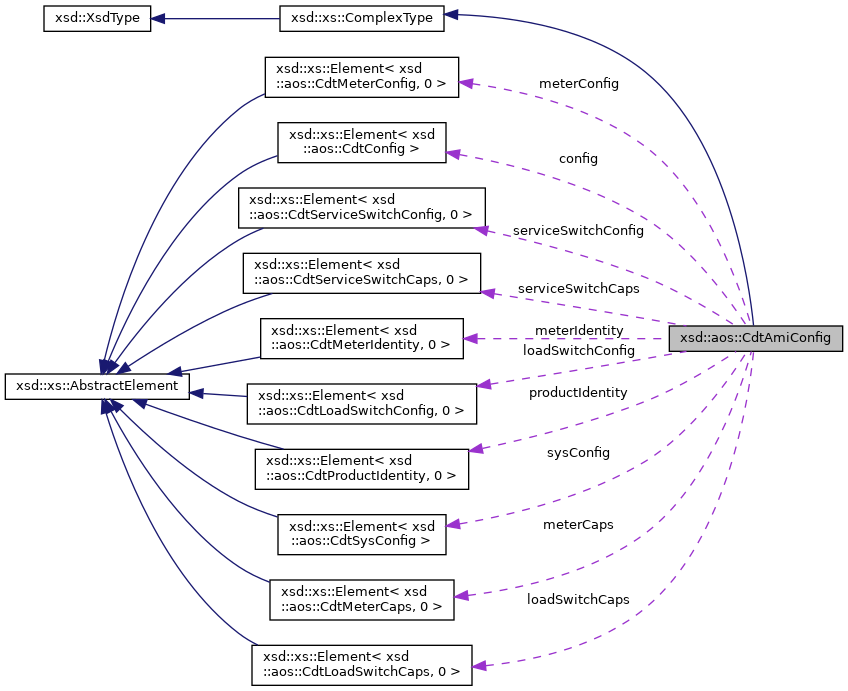 xsd::XsdType
xsd::xs::ComplexType
xsd::xs::Element< xsd
::aos::CdtMeterConfig, 0 >
meterConfig
xsd::xs::Element< xsd
::aos::CdtConfig >
config
xsd::xs::Element< xsd
::aos::CdtServiceSwitchConfig, 0 >
serviceSwitchConfig
xsd::xs::Element< xsd
::aos::CdtServiceSwitchCaps, 0 >
serviceSwitchCaps
xsd::xs::Element< xsd
::aos::CdtMeterIdentity, 0 >
meterIdentity
xsd::aos::CdtAmiConfig
loadSwitchConfig
xsd::xs::AbstractElement
xsd::xs::Element< xsd
::aos::CdtLoadSwitchConfig, 0 >
productIdentity
xsd::xs::Element< xsd
::aos::CdtProductIdentity, 0 >
sysConfig
xsd::xs::Element< xsd
::aos::CdtSysConfig >
meterCaps
xsd::xs::Element< xsd
::aos::CdtMeterCaps, 0 >
loadSwitchCaps
xsd::xs::Element< xsd
::aos::CdtLoadSwitchCaps, 0 >